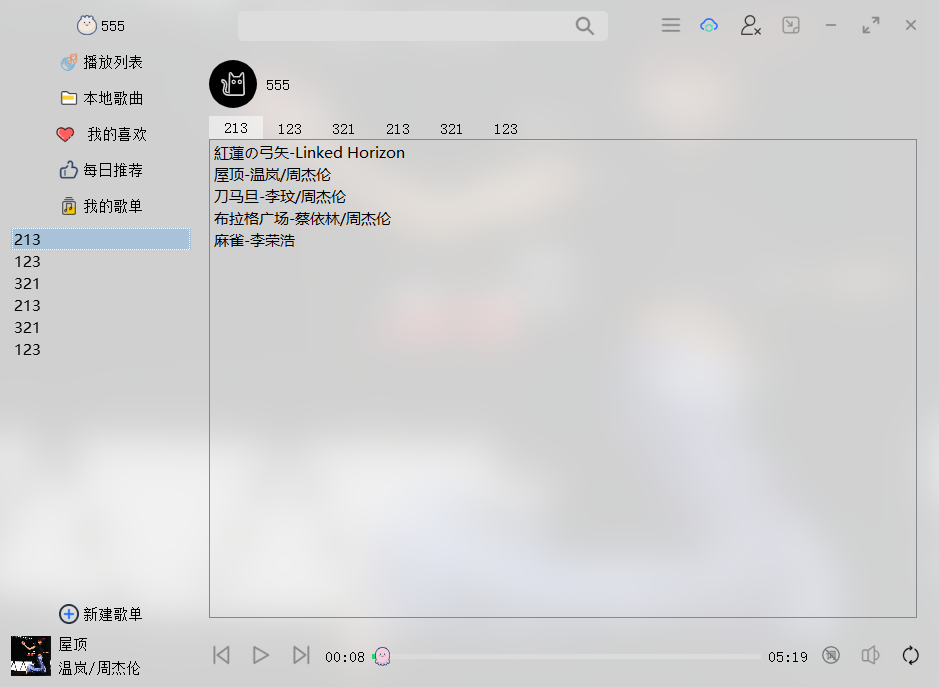 555
播放列表
本地歌曲
我的喜欢
每日推荐
我的歌单
213
123
321
213
321
123
新建歌单
屋顶
温岚/周杰伦
555
213 123 321 213 321 123
紅蓮の弓矢-Linked Horizon
屋顶-温岚/周杰伦
刀马旦-李玟/周杰伦
布拉格广场-蔡依林/周杰伦
麻雀-李荣浩
00:08 05:19